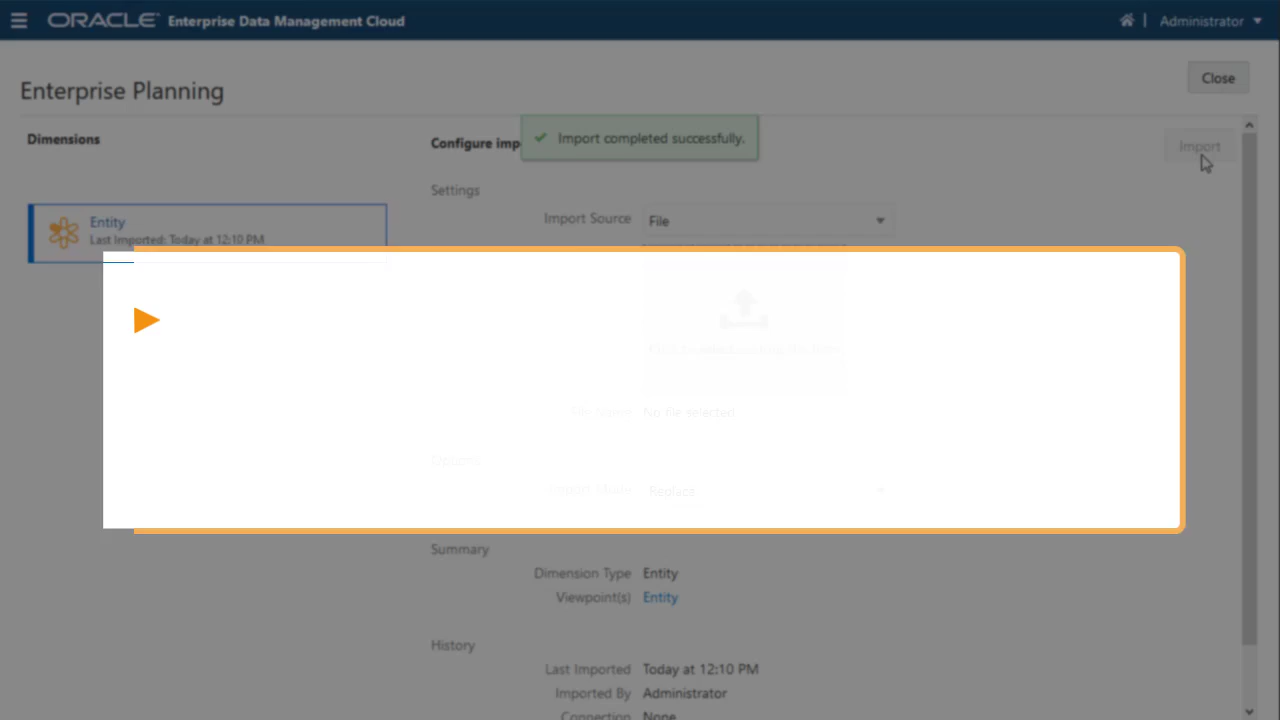 ORACLE Enterprise Data Management Cloud
Administrator
Enterprise Planning
Close
Dimensions
Configure imp
Import completed successfully.
Import
Settings
Import Source File
Entity
Last Imported: Today at 12:10 PM
File Name No file selected
Options
Import Mode Replace
Summary
Dimension Type Entity
Viewpoint(s) Entity
History
Last Imported Today at 12:10 PM
Imported By Administrator
Connection None